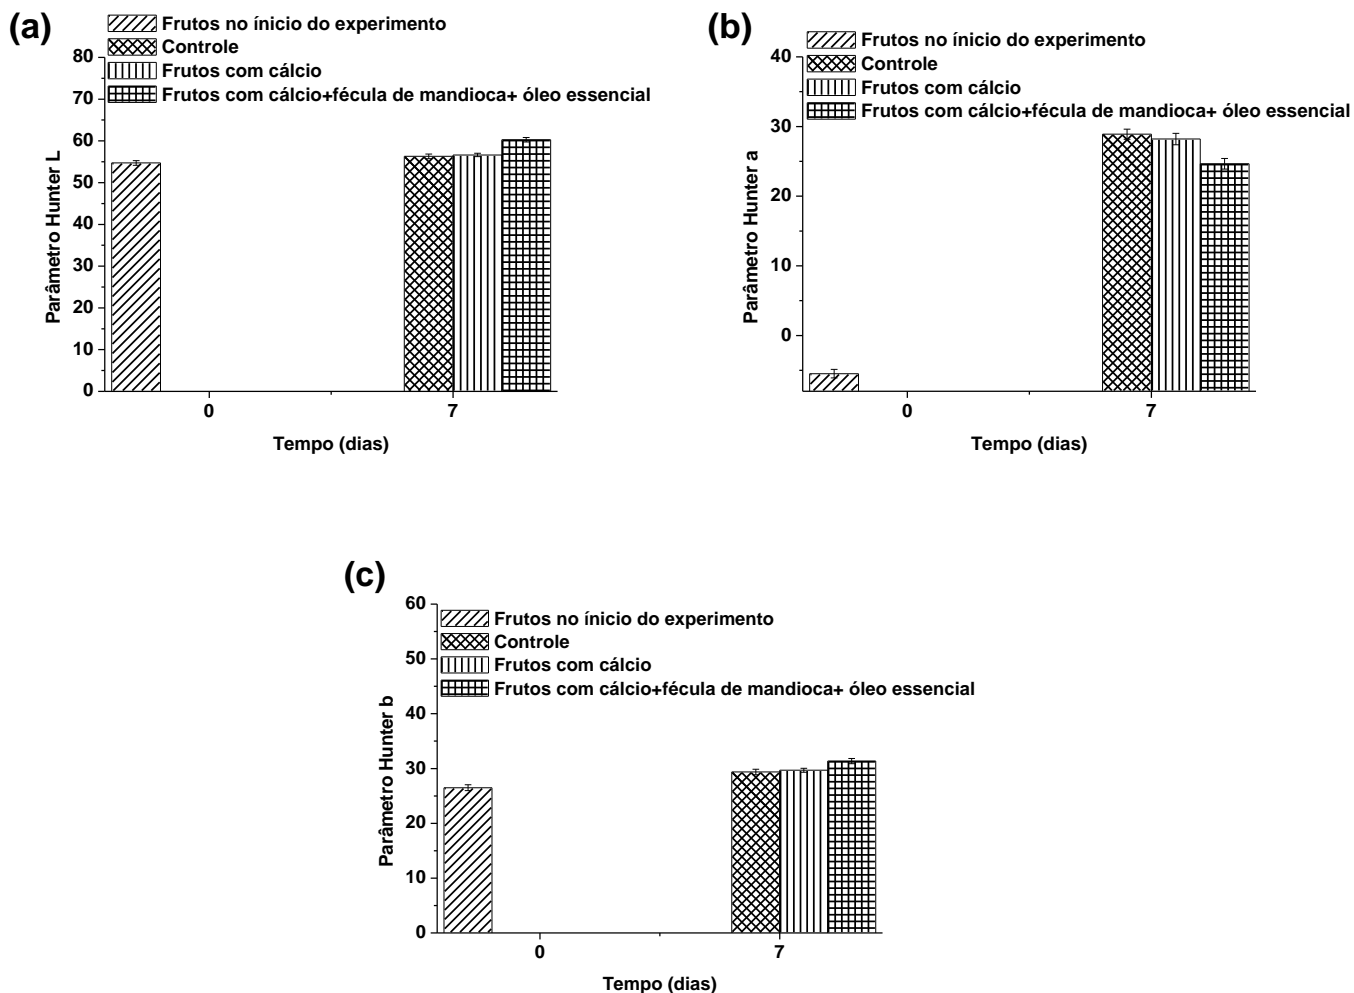 (a)
Frutos no ínicio do experimento
Controle
Frutos com cálcio
Frutos com cálcio+fécula de mandioca+ óleo essencial
80
70
60
50
40
30
20
10
0
Parâmetro Hunter L
0
7
Tempo (dias)
(b)
Frutos no ínicio do experimento
Controle
Frutos com cálcio
Frutos com cálcio+fécula de mandioca+ óleo essencial
40
30
20
10
0
Parâmetro Hunter a
0
7
Tempo (dias)
(c)
Frutos no ínicio do experimento
Controle
Frutos com cálcio
Frutos com cálcio+fécula de mandioca+ óleo essencial
60
50
40
30
20
10
0
Parâmetro Hunter b
0
7
Tempo (dias)